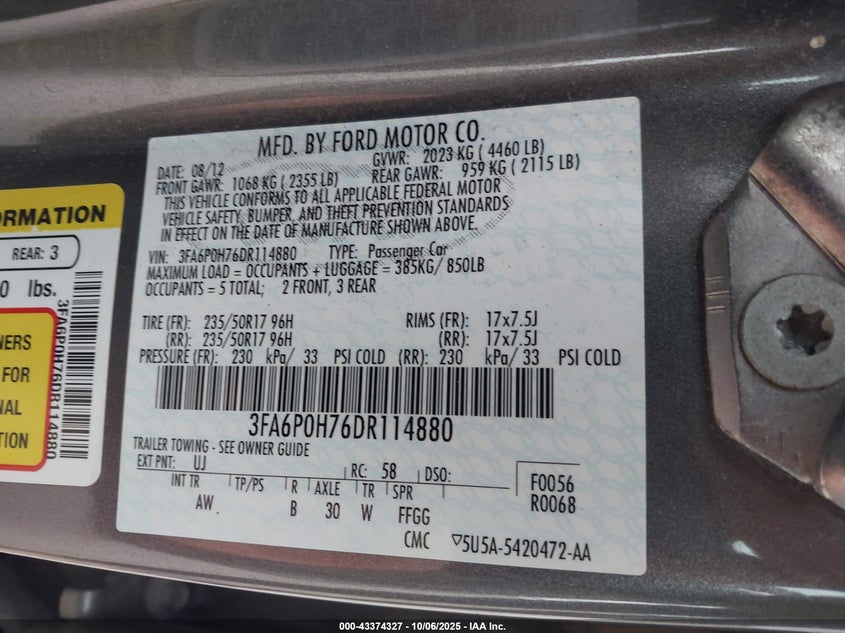 MFD. BY FORD MOTOR CO.
DATE: 08/12 GVWR: 2023 KG ( 4460 LB)
FRONT GAWR: 1068 KG ( 2355 LB) REAR GAWR: 959 KG ( 2115 LB)
THIS VEHICLE CONFORMS TO ALL APPLICABLE FEDERAL MOTOR
VEHICLE SAFETY, BUMPER, AND THEFT PREVENTION STANDARDS
IN EFFECT ON THE DATE OF MANUFACTURE SHOWN ABOVE.
VIN: 3FA6P0H76DR114880 TYPE: Passenger Car
MAXIMUM LOAD = OCCUPANTS + LUGGAGE = 385KG/ 850LB
OCCUPANTS = 5 TOTAL; 2 FRONT, 3 REAR
TIRE (FR): 235/50R17 96H RIMS (FR): 17x7.5J
(RR): 235/50R17 96H (RR): 17x7.5J
PRESSURE (FR): 230 kPa/ 33 PSI COLD (RR): 230 kPa/ 33 PSI COLD
3FA6P0H76DR114880
TRAILER TOWING - SEE OWNER GUIDE
EXT PNT: UJ RC: 58 DSO: F0056
INT TR TP/PS R AXLE TR SPR R0068
AW. B 30 W FFGG
CMC ▽5U5A-5420472-AA
ORMATION
REAR: 3
0 lbs.
NERS
FOR
NAL
TION
3FA6P0H76DR114880
000-43374327 - 10/06/2025 - IAA Inc.